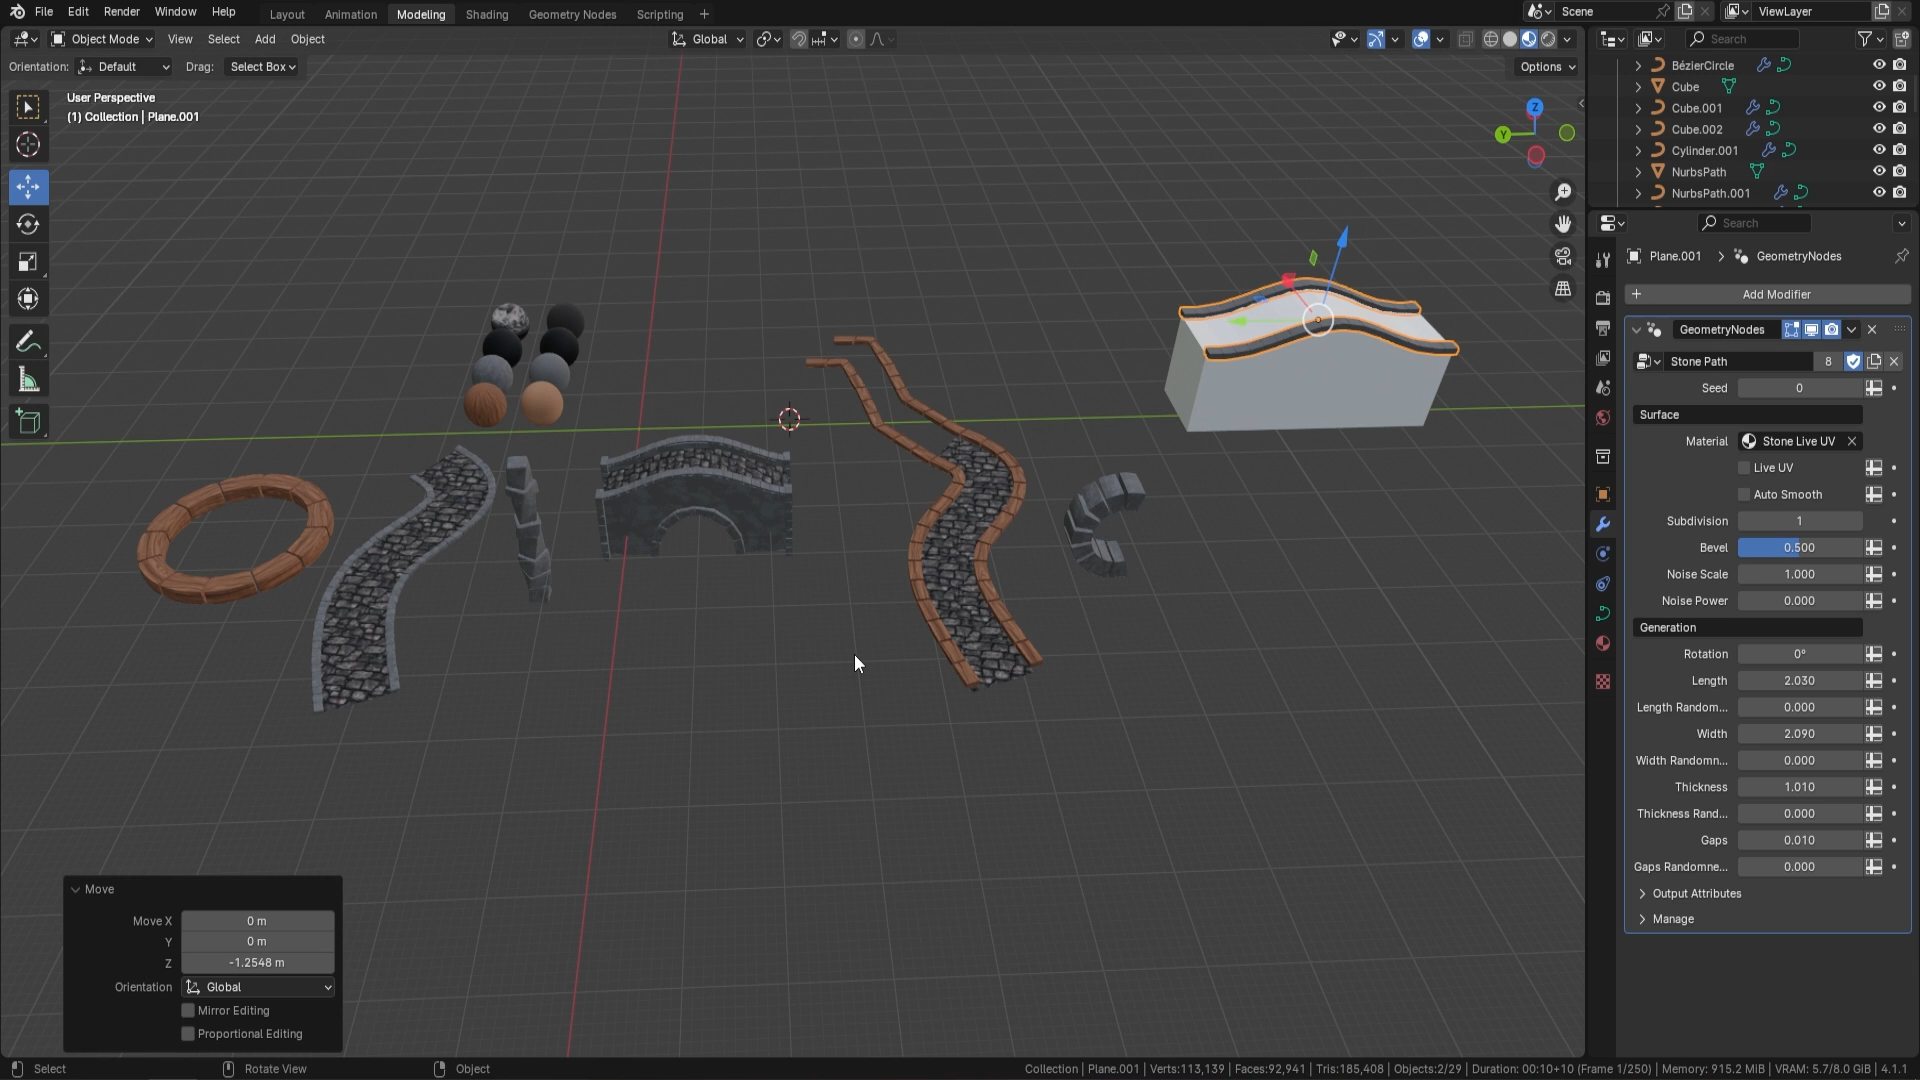 File Edit Render Window Help Layout Animation Modeling Shading Geometry Nodes Scripting + Scene ViewLayer
Object Mode View Select Add Object Global Search
Orientation: Default Drag: Select Box Options
User Perspective
(1) Collection | Plane.001
Z
Y
BézierCircle
Cube
Cube.001
Cube.002
Cylinder.001
NurbsPath
NurbsPath.001
Search
Plane.001 > GeometryNodes
+ Add Modifier
GeometryNodes
Stone Path 8
Seed 0
Surface
Material Stone Live UV
Live UV
Auto Smooth
Subdivision 1
Bevel 0.500
Noise Scale 1.000
Noise Power 0.000
Generation
Rotation 0°
Length 2.030
Length Random... 0.000
Width 2.090
Width Randomn... 0.000
Thickness 1.010
Thickness Rand... 0.000
Gaps 0.010
Gaps Randomne... 0.000
Output Attributes
Manage
Move
Move X 0 m
Y 0 m
Z -1.2548 m
Orientation Global
Mirror Editing
Proportional Editing
Select Rotate View Object Collection | Plane.001 | Verts:113,139 | Faces:92,941 | Tris:185,408 | Objects:2/29 | Duration: 00:10+10 (Frame 1/250) | Memory: 915.2 MiB | VRAM: 5.7/8.0 GiB | 4.1.1